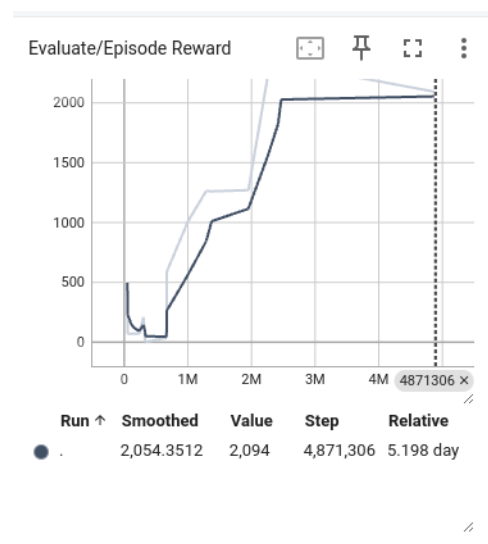 Evaluate/Episode Reward
2000
1500
1000
500
0
0 1M 2M 3M 4M 4871306 ×
Run ↑ Smoothed Value Step Relative
. 2,054.3512 2,094 4,871,306 5.198 day